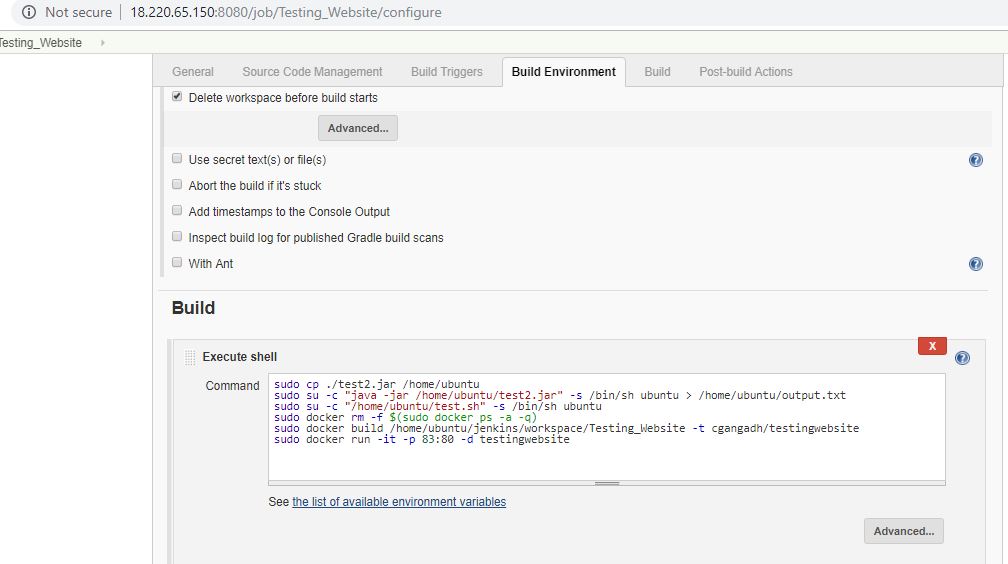 Not secure | 18.220.65.150:8080/job/Testing_Website/configure
Testing_Website
General Source Code Management Build Triggers Build Environment Build Post-build Actions
Delete workspace before build starts
Advanced...
Use secret text(s) or file(s)
Abort the build if it's stuck
Add timestamps to the Console Output
Inspect build log for published Gradle build scans
With Ant
Build
X
Execute shell
Command
sudo cp ./test2.jar /home/ubuntu
sudo su -c "java -jar /home/ubuntu/test2.jar" -s /bin/sh ubuntu > /home/ubuntu/output.txt
sudo su -c "/home/ubuntu/test.sh" -s /bin/sh ubuntu
sudo docker rm -f $(sudo docker ps -a -q)
sudo docker build /home/ubuntu/jenkins/workspace/Testing_Website -t cgangadh/testingwebsite
sudo docker run -it -p 83:80 -d testingwebsite
See the list of available environment variables
Advanced...